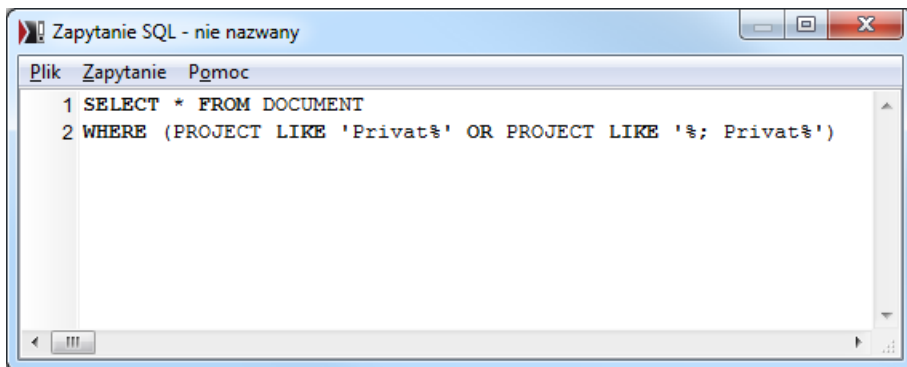 Zapytanie SQL - nie nazwany
Plik Zapytanie Pomoc
1 SELECT * FROM DOCUMENT
2 WHERE (PROJECT LIKE 'Privat%' OR PROJECT LIKE '%; Privat%')